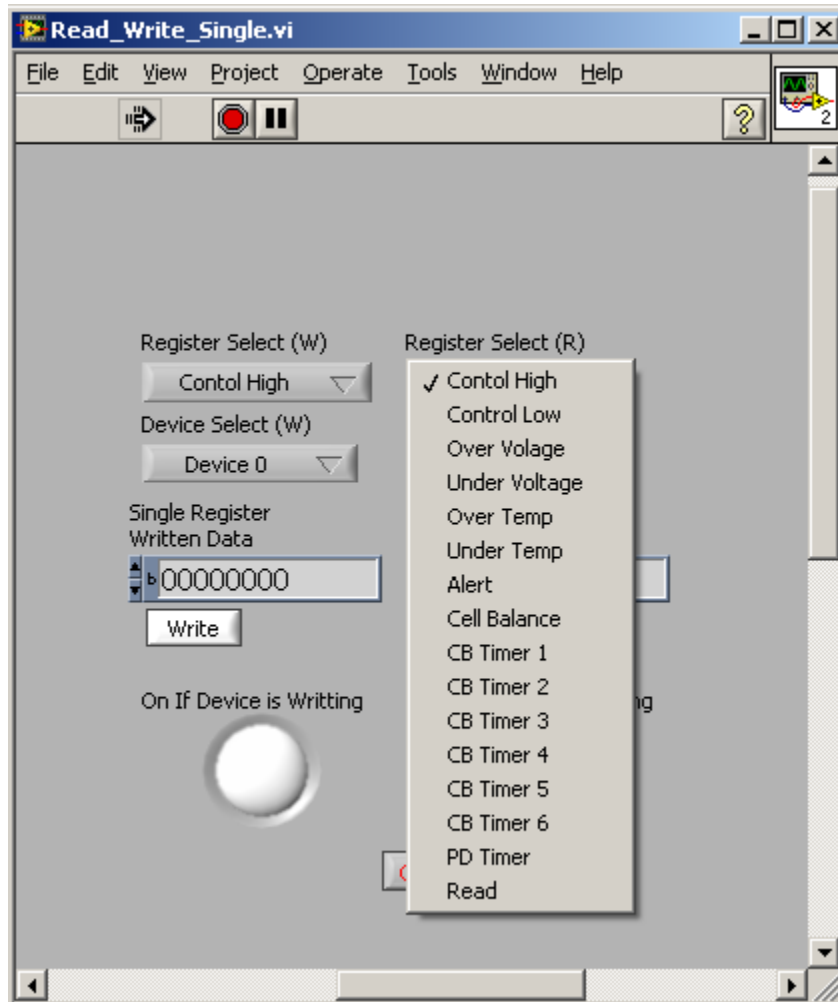 Read_Write_Single.vi
File Edit View Project Operate Tools Window Help
2
Register Select (W)
Register Select (R)
Contol High
Device Select (W)
Device 0
Single Register
Written Data
b 00000000
Write
On If Device is Writting
Contol High
Control Low
Over Volage
Under Voltage
Over Temp
Under Temp
Alert
Cell Balance
CB Timer 1
CB Timer 2
CB Timer 3
CB Timer 4
CB Timer 5
CB Timer 6
PD Timer
Read
ng